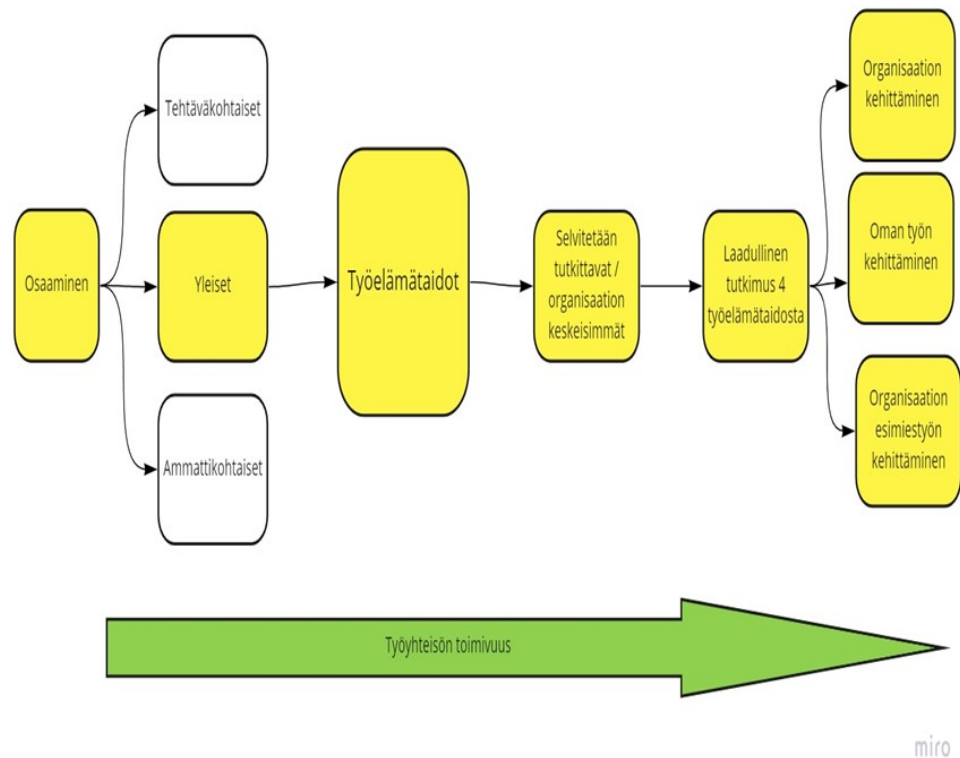 Osaaminen
Tehtäväkohtaiset
Yleiset
Ammattikohtaiset
Työelämätaidot
Selvitetään
tutkittavat /
organisaation
keskeisimmät
Laadullinen
tutkimus 4
työelämätaidosta
Organisaation
kehittäminen
Oman työn
kehittäminen
Organisaation
esimiestyön
kehittäminen
Työyhteisön toimivuus
miro